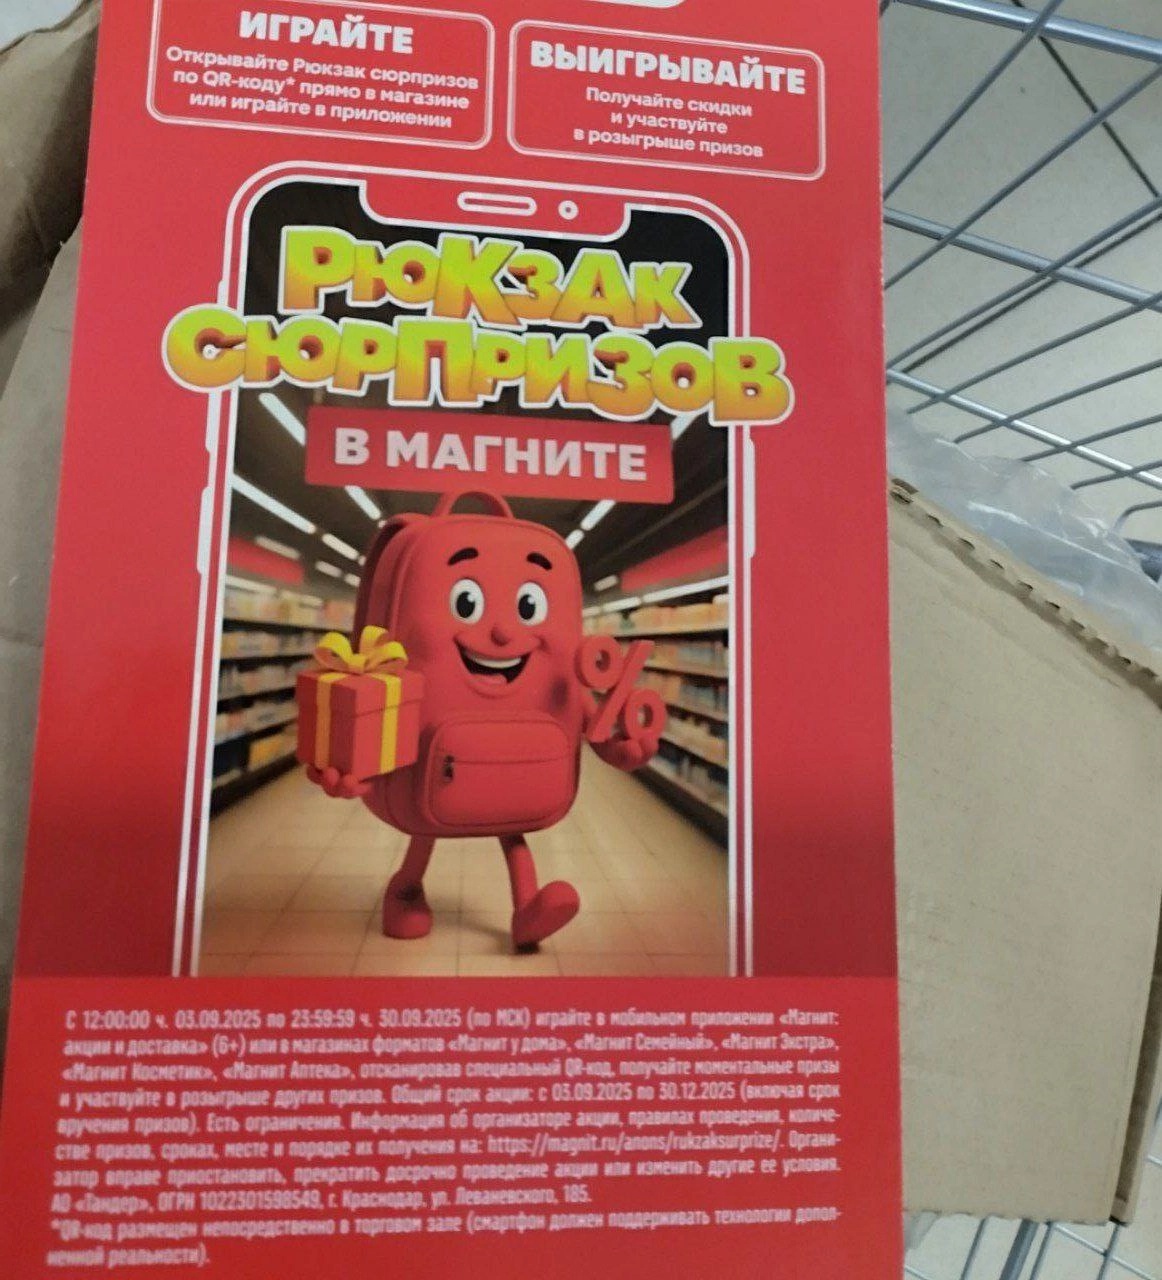 ИГРАЙТЕ
Открывайте Рюкзак сюрпризов
по QR-коду* прямо в магазине
или играйте в приложении
ВЫИГРЫВАЙТЕ
Получайте скидки
и участвуйте
в розыгрыше призов
РЮКЗАК
СЮРПРИЗОВ
В МАГНИТЕ
%
С 12:00:00 ч. 03.09.2025 по 23:59:59 ч. 30.09.2025 (по МСК) играйте в мобильном приложении «Магнит:
акции и доставка» (6+) или в магазинах форматов «Магнит у дома», «Магнит Семейный», «Магнит Экстра»,
«Магнит Косметик», «Магнит Аптека», отсканировав специальный QR-код, получайте моментальные призы
и участвуйте в розыгрыше других призов. Общий срок акции: с 03.09.2025 по 30.12.2025 (включая срок
вручения призов). Есть ограничения. Информация об организаторе акции, правилах проведения, количе-
стве призов, сроках, месте и порядке их получения на: https://magnit.ru/anons/rukzaksurprize/. Органи-
затор вправе приостановить, прекратить досрочно проведение акции или изменить другие ее условия.
АО «Тандер», ОГРН 1022301598549, г. Краснодар, ул. Леваневского, 185.
*QR-код размещен непосредственно в торговом зале (смартфон должен поддерживать технологии допол-
ненной реальности).